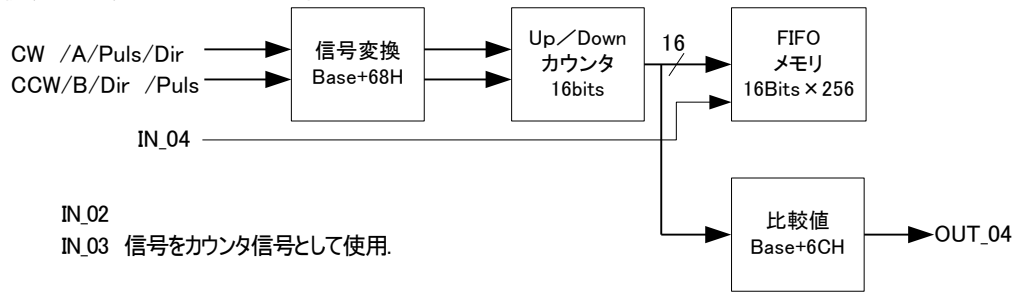 CW /A/Puls/Dir
CCW/B/Dir /Puls
IN_04
信号変換
Base+68H
Up／Down
カウンタ
16bits
16
FIFO
メモリ
16Bits×256
比較値
Base+6CH
OUT_04
IN_02
IN_03 信号をカウンタ信号として使用.